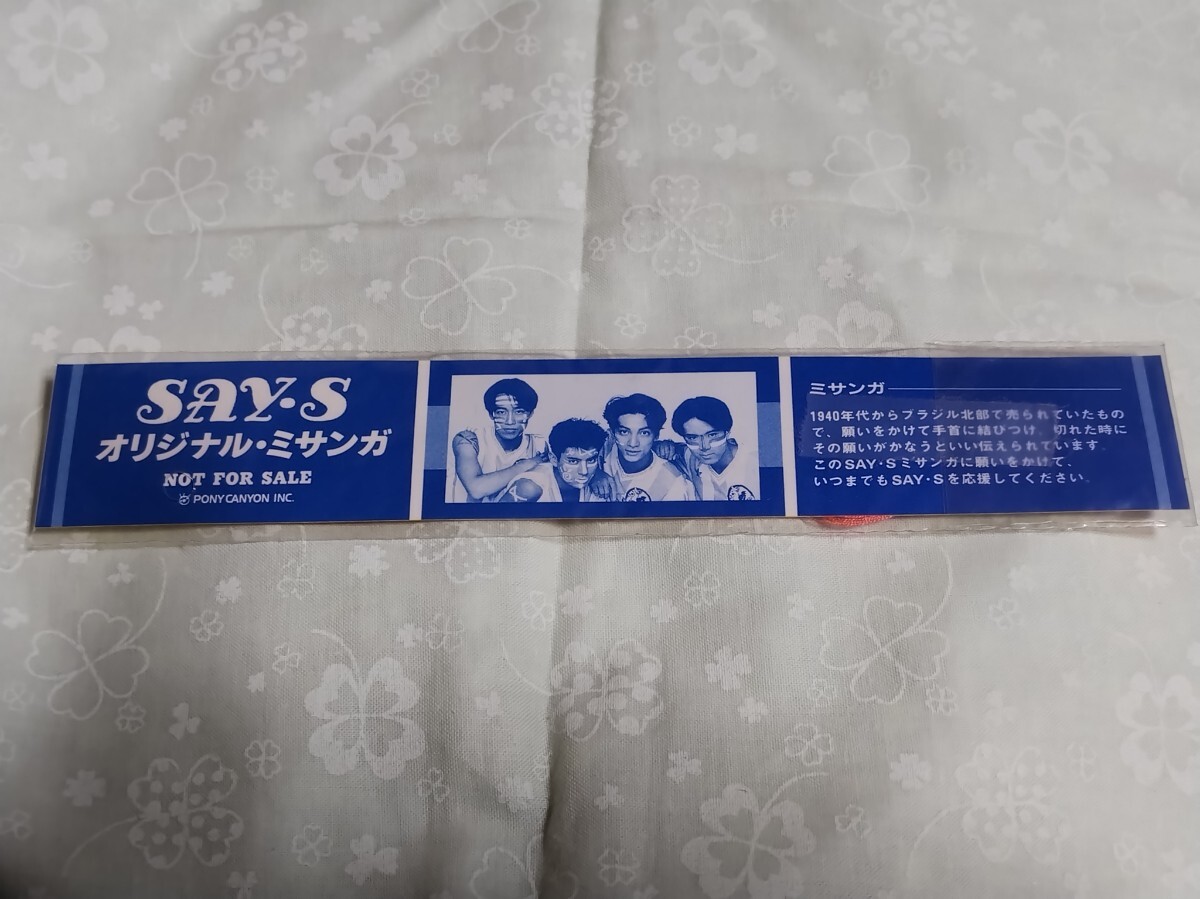 SAY・S
オリジナル・ミサンガ
NOT FOR SALE
PONY CANYON INC.
ミサンガ
1940年代からブラジル北部で売られていたもの
で、願いをかけて手首に結びつけ、切れた時に
その願いがかなうといい伝えられています。
このSAY・Sミサンガに願いをかけて、
いつまでもSAY・Sを応援してください。